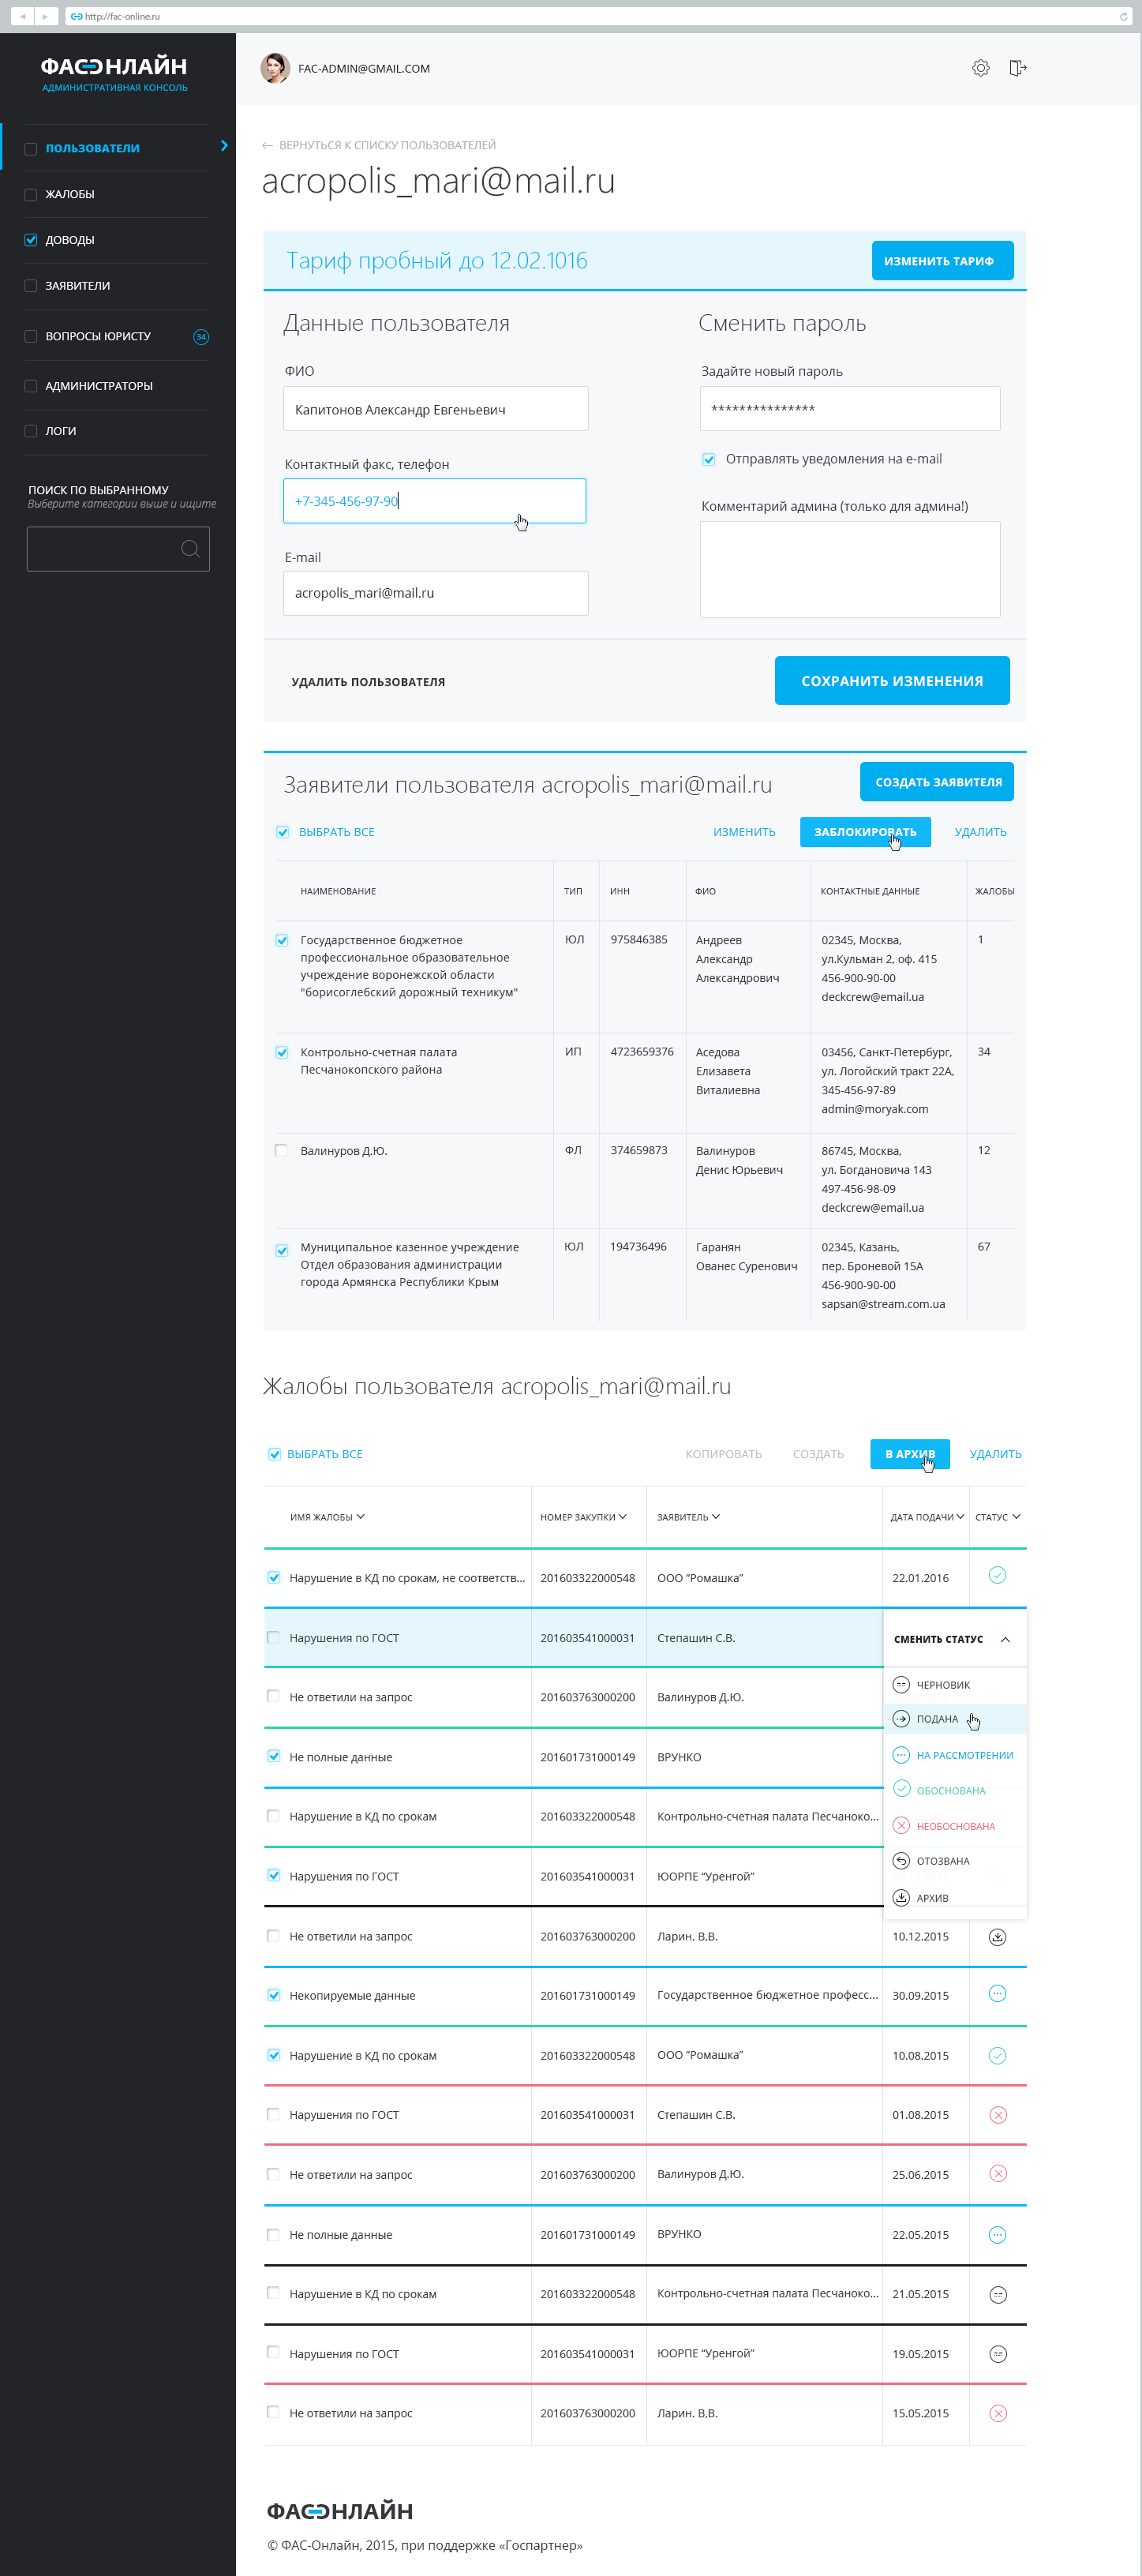 http://fac-online.ru
ФАС ОНЛАЙН
АДМИНИСТРАТИВНАЯ КОНСОЛЬ
ПОЛЬЗОВАТЕЛИ
ЖАЛОБЫ
ДОВОДЫ
ЗАЯВИТЕЛИ
ВОПРОСЫ ЮРИСТУ 34
АДМИНИСТРАТОРЫ
ЛОГИ
ПОИСК ПО ВЫБРАННОМУ
Выберите категории выше и ищите
FAC-ADMIN@GMAIL.COM
← ВЕРНУТЬСЯ К СПИСКУ ПОЛЬЗОВАТЕЛЕЙ
acropolis_mari@mail.ru
Тариф пробный до 12.02.1016
ИЗМЕНИТЬ ТАРИФ
Данные пользователя
ФИО
Капитонов Александр Евгеньевич
Контактный факс, телефон
+7-345-456-97-90
E-mail
acropolis_mari@mail.ru
Сменить пароль
Задайте новый пароль
***************
Отправлять уведомления на e-mail
Комментарий админа (только для админа!)
УДАЛИТЬ ПОЛЬЗОВАТЕЛЯ
СОХРАНИТЬ ИЗМЕНЕНИЯ
Заявители пользователя acropolis_mari@mail.ru
СОЗДАТЬ ЗАЯВИТЕЛЯ
ВЫБРАТЬ ВСЕ
ИЗМЕНИТЬ
ЗАБЛОКИРОВАТЬ
УДАЛИТЬ
НАИМЕНОВАНИЕ ТИП ИНН ФИО КОНТАКТНЫЕ ДАННЫЕ ЖАЛОБЫ
Государственное бюджетное
профессиональное образовательное
учреждение воронежской области
"борисоглебский дорожный техникум"
ЮЛ
975846385
Андреев
Александр
Александрович
02345, Москва,
ул.Кульман 2, оф. 415
456-900-90-00
deckcrew@email.ua
1
Контрольно-счетная палата
Песчанокопского района
ИП
4723659376
Аседова
Елизавета
Виталиевна
03456, Санкт-Петербург,
ул. Логойский тракт 22А,
345-456-97-89
admin@moryak.com
34
Валинуров Д.Ю.
ФЛ
374659873
Валинуров
Денис Юрьевич
86745, Москва,
ул. Богдановича 143
497-456-98-09
deckcrew@email.ua
12
Муниципальное казенное учреждение
Отдел образования администрации
города Армянска Республики Крым
ЮЛ
194736496
Гаранян
Ованес Суренович
02345, Казань,
пер. Броневой 15А
456-900-90-00
sapsan@stream.com.ua
67
Жалобы пользователя acropolis_mari@mail.ru
ВЫБРАТЬ ВСЕ
КОПИРОВАТЬ
СОЗДАТЬ
В АРХИВ
УДАЛИТЬ
ИМЯ ЖАЛОБЫ НОМЕР ЗАКУПКИ ЗАЯВИТЕЛЬ ДАТА ПОДАЧИ СТАТУС
Нарушение в КД по срокам, не соответств... 201603322000548 ООО "Ромашка" 22.01.2016
Нарушения по ГОСТ 201603541000031 Степашин С.В.
Не ответили на запрос 201603763000200 Валинуров Д.Ю.
Не полные данные 201601731000149 ВРУНКО
Нарушение в КД по срокам 201603322000548 Контрольно-счетная палата Песчаноко...
Нарушения по ГОСТ 201603541000031 ЮОРПЕ "Уренгой"
СМЕНИТЬ СТАТУС
ЧЕРНОВИК
ПОДАНА
НА РАССМОТРЕНИИ
ОБОСНОВАНА
НЕОБОСНОВАНА
ОТОЗВАНА
АРХИВ
Не ответили на запрос 201603763000200 Ларин. В,В. 10.12.2015
Некопируемые данные 201601731000149 Государственное бюджетное професс... 30.09.2015
Нарушение в КД по срокам 201603322000548 ООО "Ромашка" 10.08.2015
Нарушения по ГОСТ 201603541000031 Степашин С.В. 01.08.2015
Не ответили на запрос 201603763000200 Валинуров Д.Ю. 25.06.2015
Не полные данные 201601731000149 ВРУНКО 22.05.2015
Нарушение в КД по срокам 201603322000548 Контрольно-счетная палата Песчаноко... 21.05.2015
Нарушения по ГОСТ 201603541000031 ЮОРПЕ "Уренгой" 19.05.2015
Не ответили на запрос 201603763000200 Ларин. В,В. 15.05.2015
ФАС ОНЛАЙН
© ФАС-Онлайн, 2015, при поддержке «Госпартнер»